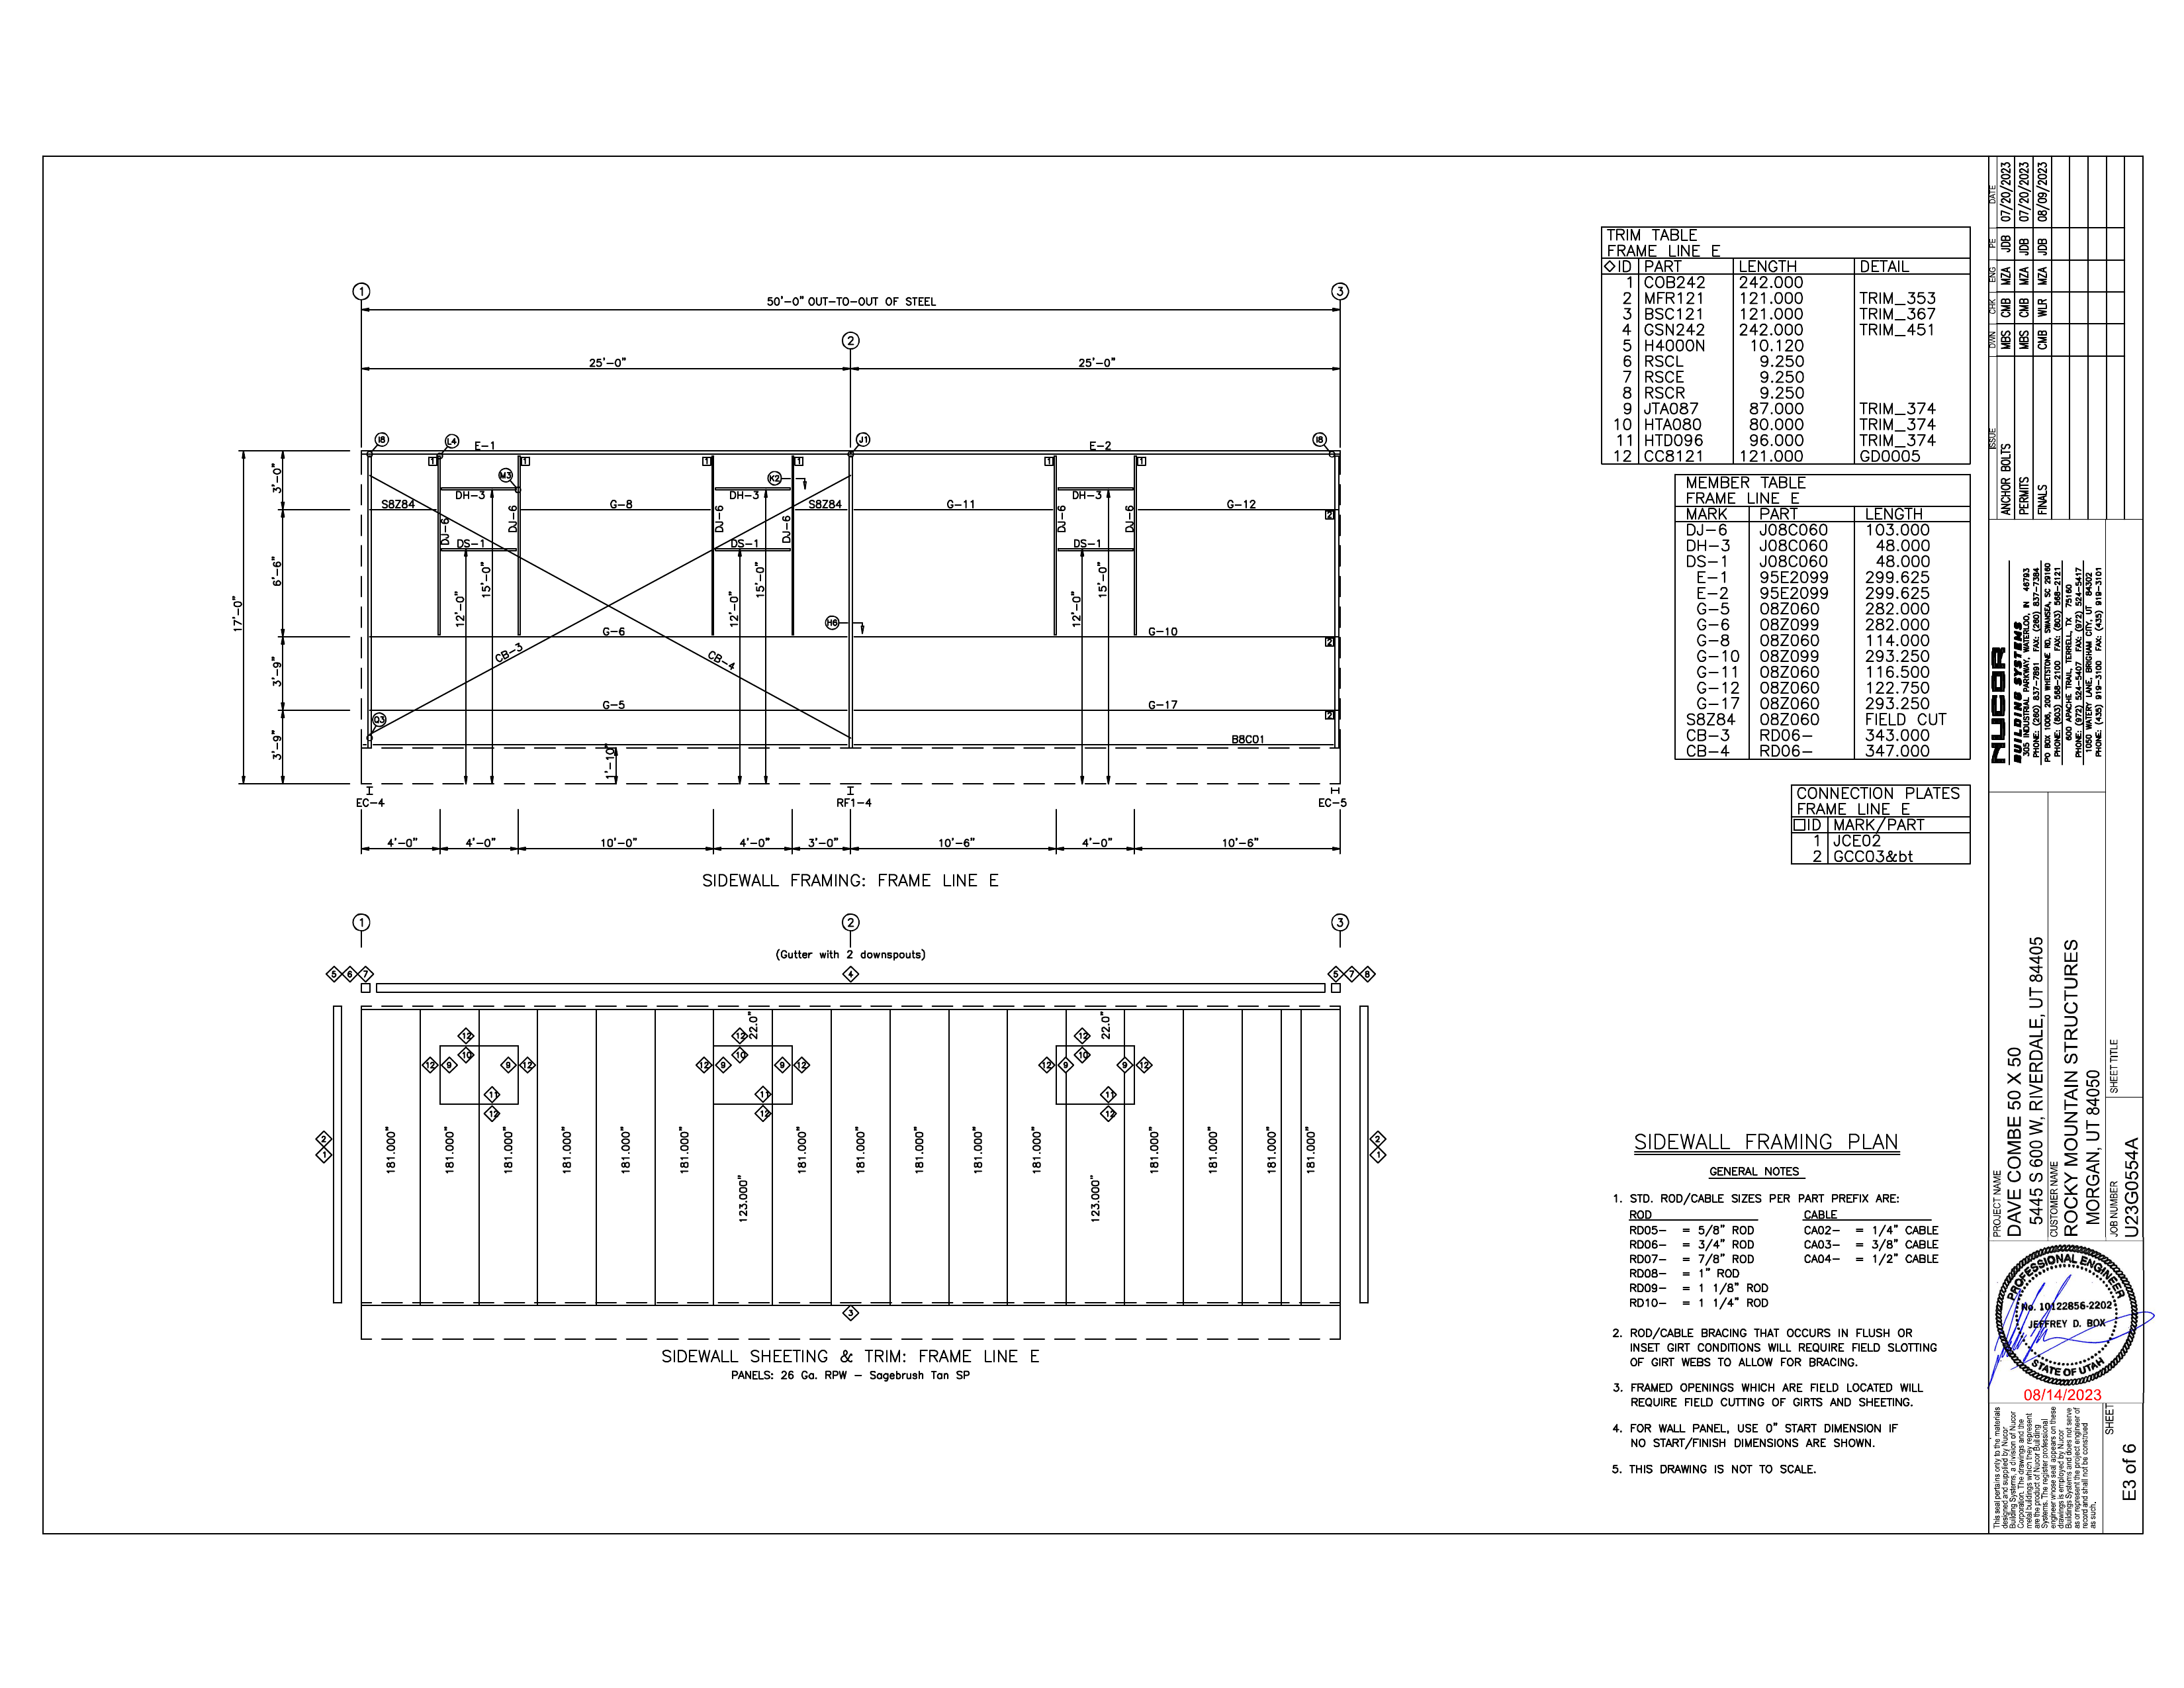 1
3
50'-0" OUT-TO-OUT OF STEEL
2
25'-0"
25'-0"
I8
L4
E-1
J1
E-2
I8
1
1
1
1
1
1
M3
K2
3'-0"
DH-3
DH-3
DH-3
S8Z84
G-8
S8Z84
G-11
G-12
2
DJ-6
DJ-6
DJ-6
DJ-6
DJ-6
DJ-6
DS-1
DS-1
DS-1
6'-6"
17'-0"
12'-0"
15'-0"
12'-0"
15'-0"
12'-0"
15'-0"
H6
G-6
G-10
2
CB-3
CB-4
3'-9"
G-5
G-17
2
Q3
3'-9"
1'-10"
B8C01
EC-4
RF1-4
EC-5
4'-0"
4'-0"
10'-0"
4'-0"
3'-0"
10'-6"
4'-0"
10'-6"
SIDEWALL FRAMING: FRAME LINE E
1
2
3
(Gutter with 2 downspouts)
5 6 7
4
5 7 8
22.0"
22.0"
12
12
12
10
10
10
12 9
9 12
12 9
9 12
12 9
9 12
11
11
11
12
12
12
2
1
2
1
181.000"
181.000"
181.000"
181.000"
181.000"
181.000"
123.000"
181.000"
181.000"
181.000"
181.000"
181.000"
123.000"
181.000"
181.000"
181.000"
181.000"
3
SIDEWALL SHEETING & TRIM: FRAME LINE E
PANELS: 26 Ga. RPW - Sagebrush Tan SP
TRIM TABLE
FRAME LINE E
ID PART LENGTH DETAIL
1 COB242 242.000
2 MFR121 121.000 TRIM_353
3 BSC121 121.000 TRIM_367
4 GSN242 242.000 TRIM_451
5 H4000N 10.120
6 RSCL 9.250
7 RSCE 9.250
8 RSCR 9.250
9 JTA087 87.000 TRIM_374
10 HTA080 80.000 TRIM_374
11 HTD096 96.000 TRIM_374
12 CC8121 121.000 GD0005
MEMBER TABLE
FRAME LINE E
MARK PART LENGTH
DJ-6 J08C060 103.000
DH-3 J08C060 48.000
DS-1 J08C060 48.000
E-1 95E2099 299.625
E-2 95E2099 299.625
G-5 08Z060 282.000
G-6 08Z099 282.000
G-8 08Z060 114.000
G-10 08Z099 293.250
G-11 08Z060 116.500
G-12 08Z060 122.750
G-17 08Z060 293.250
S8Z84 08Z060 FIELD CUT
CB-3 RD06- 343.000
CB-4 RD06- 347.000
CONNECTION PLATES
FRAME LINE E
ID MARK/PART
1 JCE02
2 GCC03&bt
SIDEWALL FRAMING PLAN
GENERAL NOTES
1. STD. ROD/CABLE SIZES PER PART PREFIX ARE:
ROD CABLE
RD05- = 5/8" ROD CA02- = 1/4" CABLE
RD06- = 3/4" ROD CA03- = 3/8" CABLE
RD07- = 7/8" ROD CA04- = 1/2" CABLE
RD08- = 1" ROD
RD09- = 1 1/8" ROD
RD10- = 1 1/4" ROD
2. ROD/CABLE BRACING THAT OCCURS IN FLUSH OR
INSET GIRT CONDITIONS WILL REQUIRE FIELD SLOTTING
OF GIRT WEBS TO ALLOW FOR BRACING.
3. FRAMED OPENINGS WHICH ARE FIELD LOCATED WILL
REQUIRE FIELD CUTTING OF GIRTS AND SHEETING.
4. FOR WALL PANEL, USE 0" START DIMENSION IF
NO START/FINISH DIMENSIONS ARE SHOWN.
5. THIS DRAWING IS NOT TO SCALE.
ISSUE DWN CHK ENG PE DATE
ANCHOR BOLTS MBS CMB MZA JDB 07/20/2023
PERMITS MBS CMB MZA JDB 07/20/2023
FINALS CMB WLR MZA JDB 08/09/2023
NUCOR
BUILDING SYSTEMS
305 INDUSTRIAL PARKWAY, WATERLOO, IN 46793
PHONE: (260) 837-7891 FAX: (260) 837-7384
PO BOX 1006, 200 WHETSTONE RD, SWANSEA, SC 29160
PHONE: (803) 568-2100 FAX: (803) 568-2121
600 APACHE TRAIL, TERRELL, TX 75160
PHONE: (972) 524-5407 FAX: (972) 524-5417
1050 WATERY LANE, BRIGHAM CITY, UT 84302
PHONE: (435) 919-3100 FAX: (435) 919-3101
PROJECT NAME
DAVE COMBE 50 X 50
5445 S 600 W, RIVERDALE, UT 84405
CUSTOMER NAME
ROCKY MOUNTAIN STRUCTURES
MORGAN, UT 84050
JOB NUMBER
U23G0554A
SHEET TITLE
PROFESSIONAL ENGINEER
No. 10122856-2202
JEFFREY D. BOX
STATE OF UTAH
08/14/2023
This seal pertains only to the materials
designed and supplied by Nucor
Building Systems, a division of Nucor
Corporation. The drawings and the
metal buildings which they represent
are the product of Nucor Building
Systems. The registered professional
engineer whose seal appears on these
drawings is employed by Nucor
Building Systems and does not serve
as or represent the project engineer of
record and shall not be construed
as such.
SHEET
E3 of 6